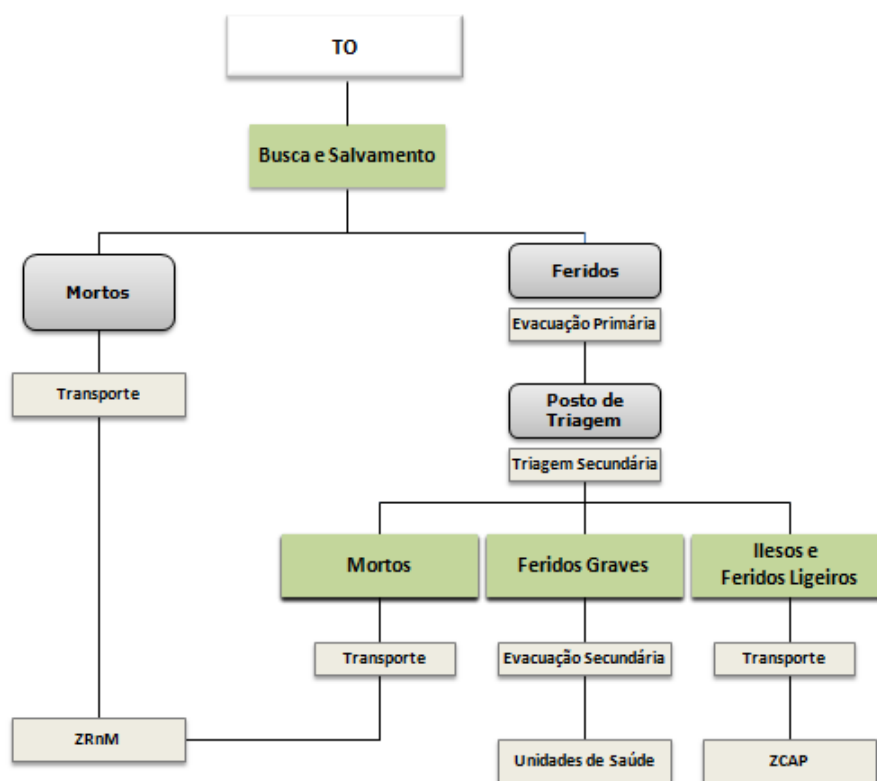 TO
Busca e Salvamento
Mortos
Feridos
Evacuação Primária
Transporte
Posto de
Triagem
Triagem Secundária
Mortos
Feridos Graves
Ilesos e
Feridos Ligeiros
Transporte
Evacuação Secundária
Transporte
ZRnM
Unidades de Saúde
ZCAP